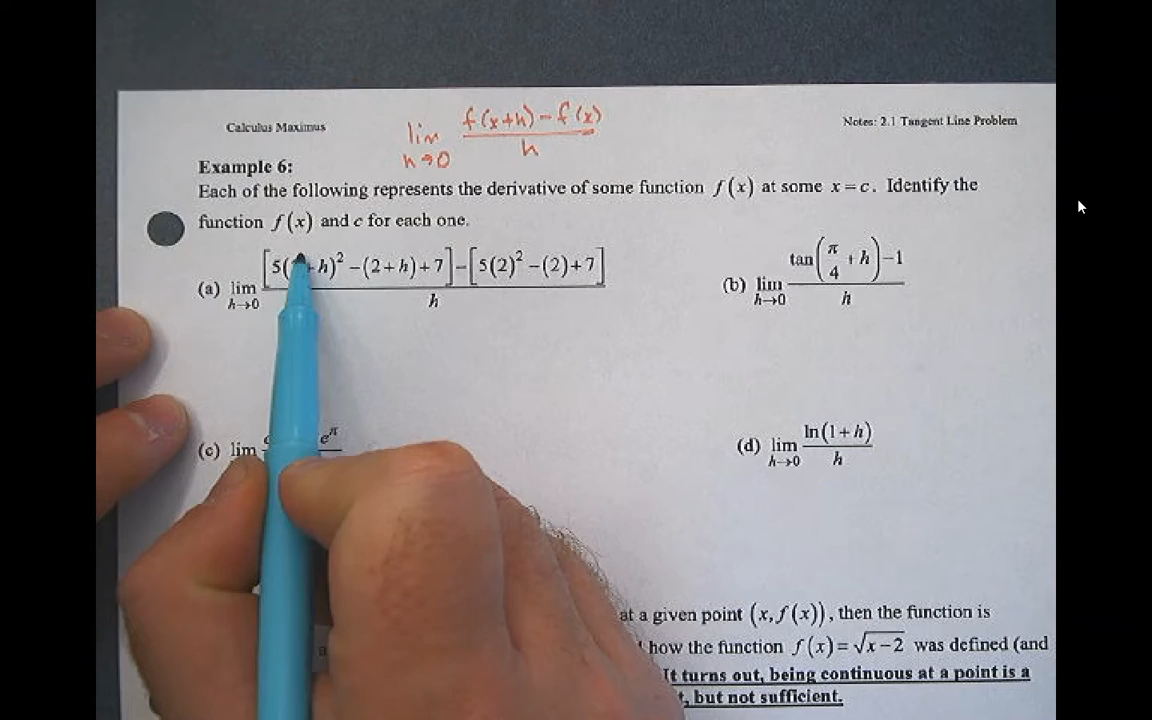 Calculus Maximus
Notes: 2.1 Tangent Line Problem
lim h→0 f(x+h)-f(x) / h
Example 6:
Each of the following represents the derivative of some function f(x) at some x = c. Identify the
function f(x) and c for each one.
(a) lim h→0 [5( + h)² − (2 + h) + 7] − [5(2)² − (2) + 7] / h
(b) lim h→0 tan(π/4 + h) − 1 / h
(c) lim e^π
(d) lim h→0 ln(1 + h) / h
at a given point (x, f(x)), then the function is
how the function f(x) = √x−2 was defined (and
It turns out, being continuous at a point is a
, but not sufficient.